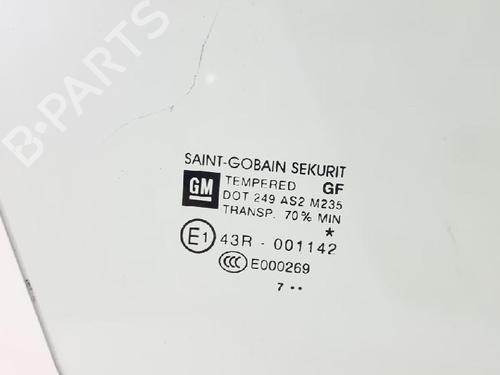 B-PARTS
SAINT-GOBAIN SEKURIT
GM TEMPERED GF
DOT 249 AS2 M235
TRANSP. 70% MIN
*
E1 43R - 001142
CCC E000269
7 ••